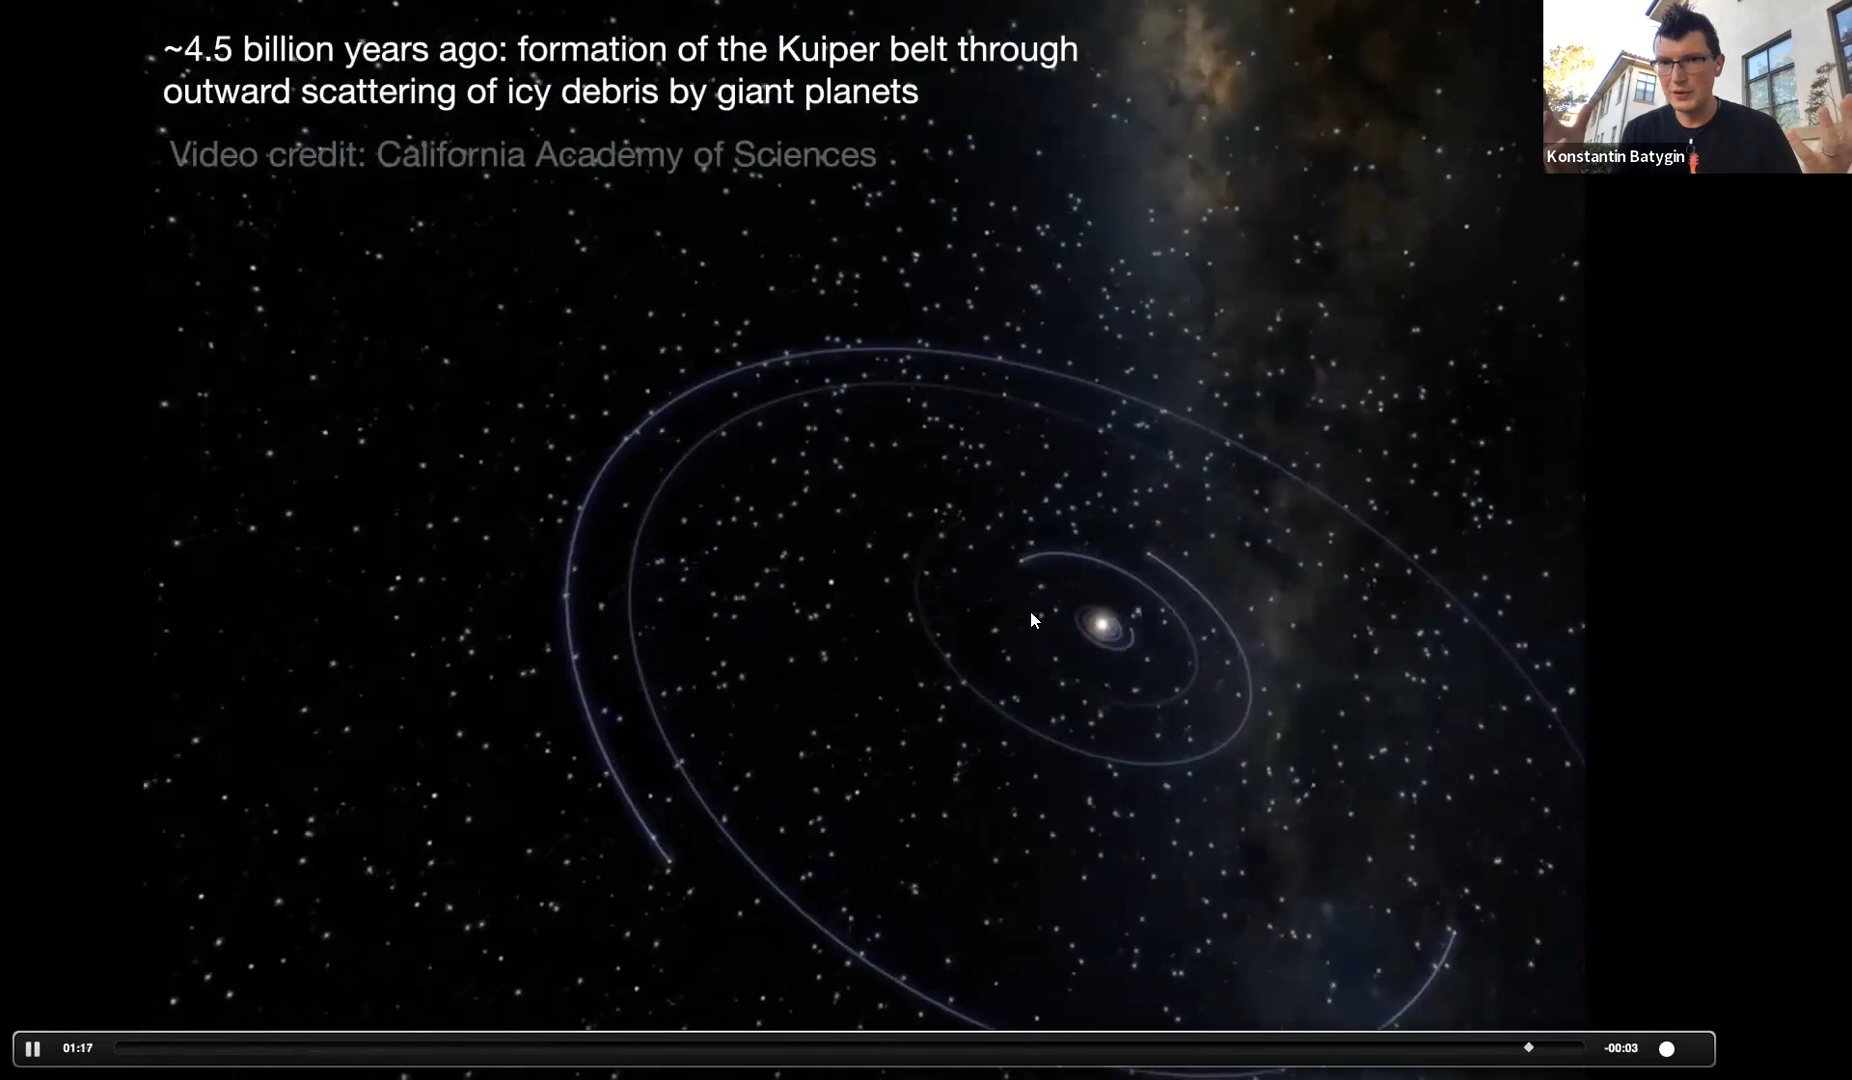 ~4.5 billion years ago: formation of the Kuiper belt through
outward scattering of icy debris by giant planets
Video credit: California Academy of Sciences
Konstantin Batygin
01:17
-00:03